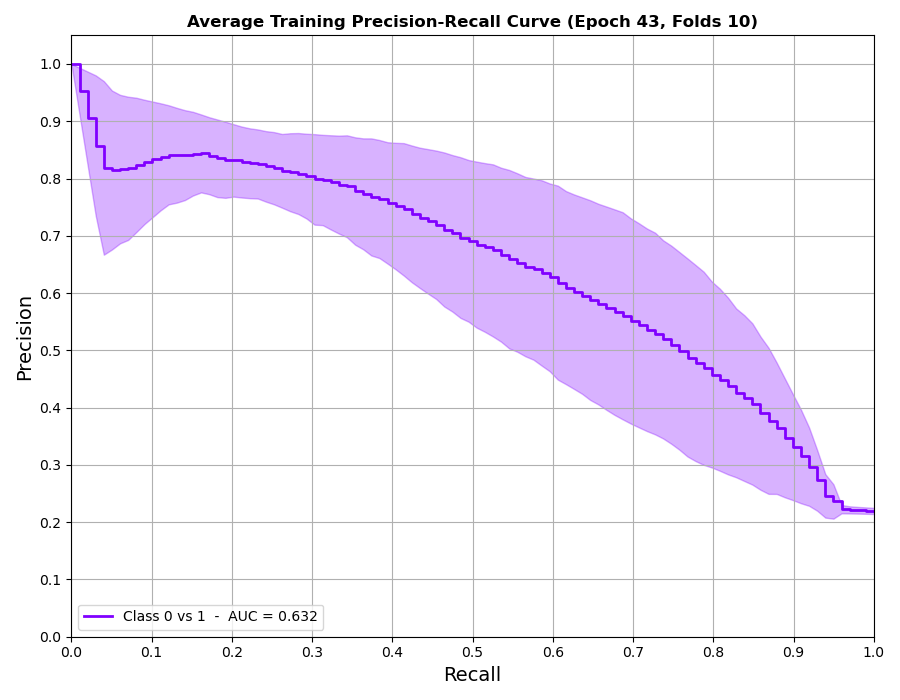 Average Training Precision-Recall Curve (Epoch 43, Folds 10)
Precision
1.0
0.9
0.8
0.7
0.6
0.5
0.4
0.3
0.2
0.1
0.0
Class 0 vs 1 - AUC = 0.632
0.0 0.1 0.2 0.3 0.4 0.5 0.6 0.7 0.8 0.9 1.0
Recall